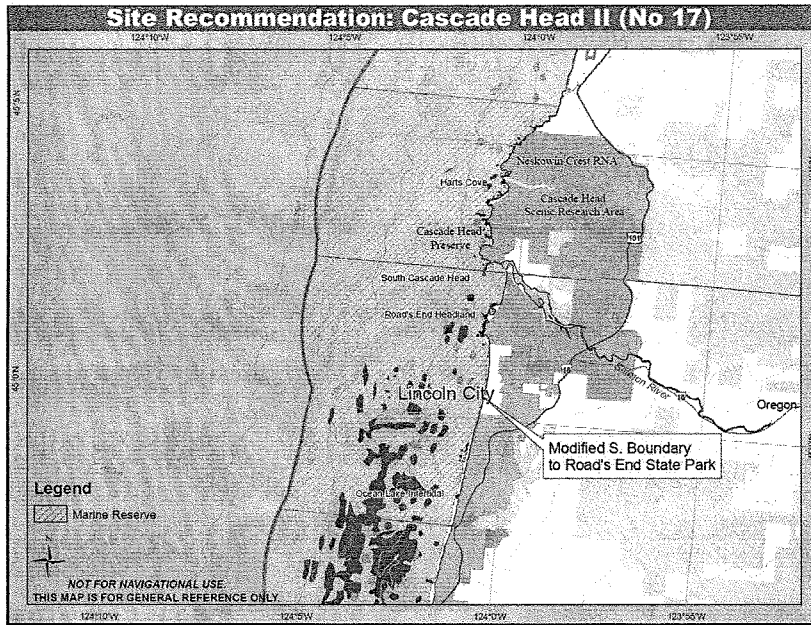 Site Recommendation: Cascade Head II (No 17)
124°10'W
124°5'W
124°0'W
123°55'W
45°5'N
Neskowin Crest RNA
Harts Cove
Cascade Head
Scenic Research Area
Cascade Head
Preserve
101
South Cascade Head
Road's End Headland
45°0'N
Lincoln City
Salmon River
18
Oregon
Modified S. Boundary
to Road's End State Park
Legend
Marine Reserve
Ocean Lake Intertidal
N
NOT FOR NAVIGATIONAL USE.
THIS MAP IS FOR GENERAL REFERENCE ONLY.
124°10'W
124°5'W
124°0'W
123°55'W